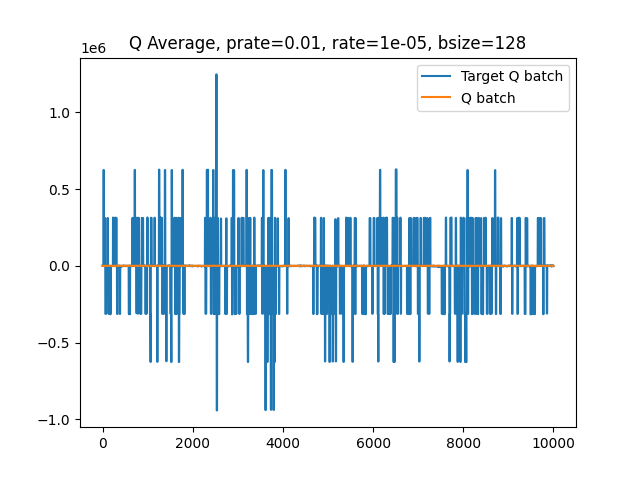 Q Average, prate=0.01, rate=1e-05, bsize=128
1e6
Target Q batch
Q batch
1.0
0.5
0.0
−0.5
−1.0
0 2000 4000 6000 8000 10000